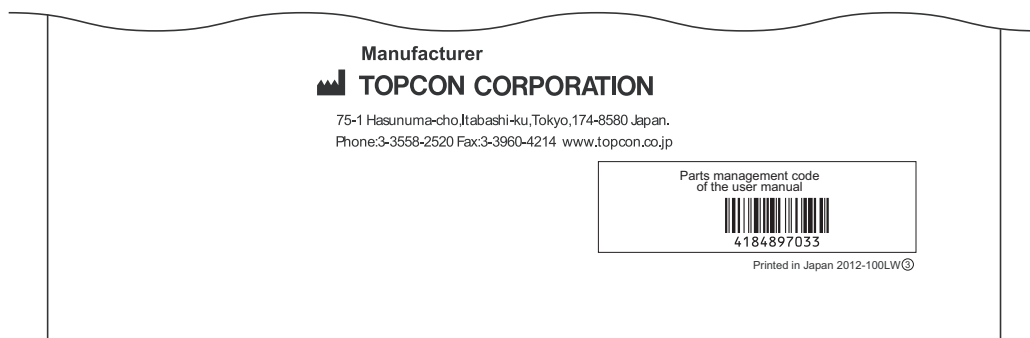 Manufacturer
TOPCON CORPORATION
75-1 Hasunuma-cho,Itabashi-ku,Tokyo,174-8580 Japan.
Phone:3-3558-2520 Fax:3-3960-4214 www.topcon.co.jp
Parts management code
of the user manual
4184897033
Printed in Japan 2012-100LW③